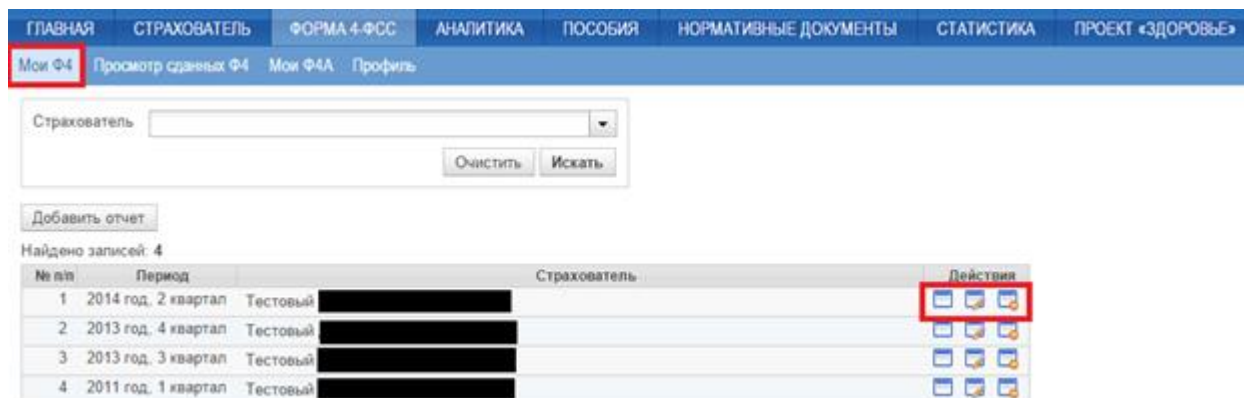 ГЛАВНАЯ СТРАХОВАТЕЛЬ ФОРМА 4-ФСС АНАЛИТИКА ПОСОБИЯ НОРМАТИВНЫЕ ДОКУМЕНТЫ СТАТИСТИКА ПРОЕКТ «ЗДОРОВЬЕ»
Мои Ф4 Просмотр сданных Ф4 Мои Ф4А Профиль
Страхователь
Очистить Искать
Добавить отчет
Найдено записей: 4
№ п/п Период Страхователь Действия
1 2014 год, 2 квартал Тестовый
2 2013 год, 4 квартал Тестовый
3 2013 год, 3 квартал Тестовый
4 2011 год, 1 квартал Тестовый